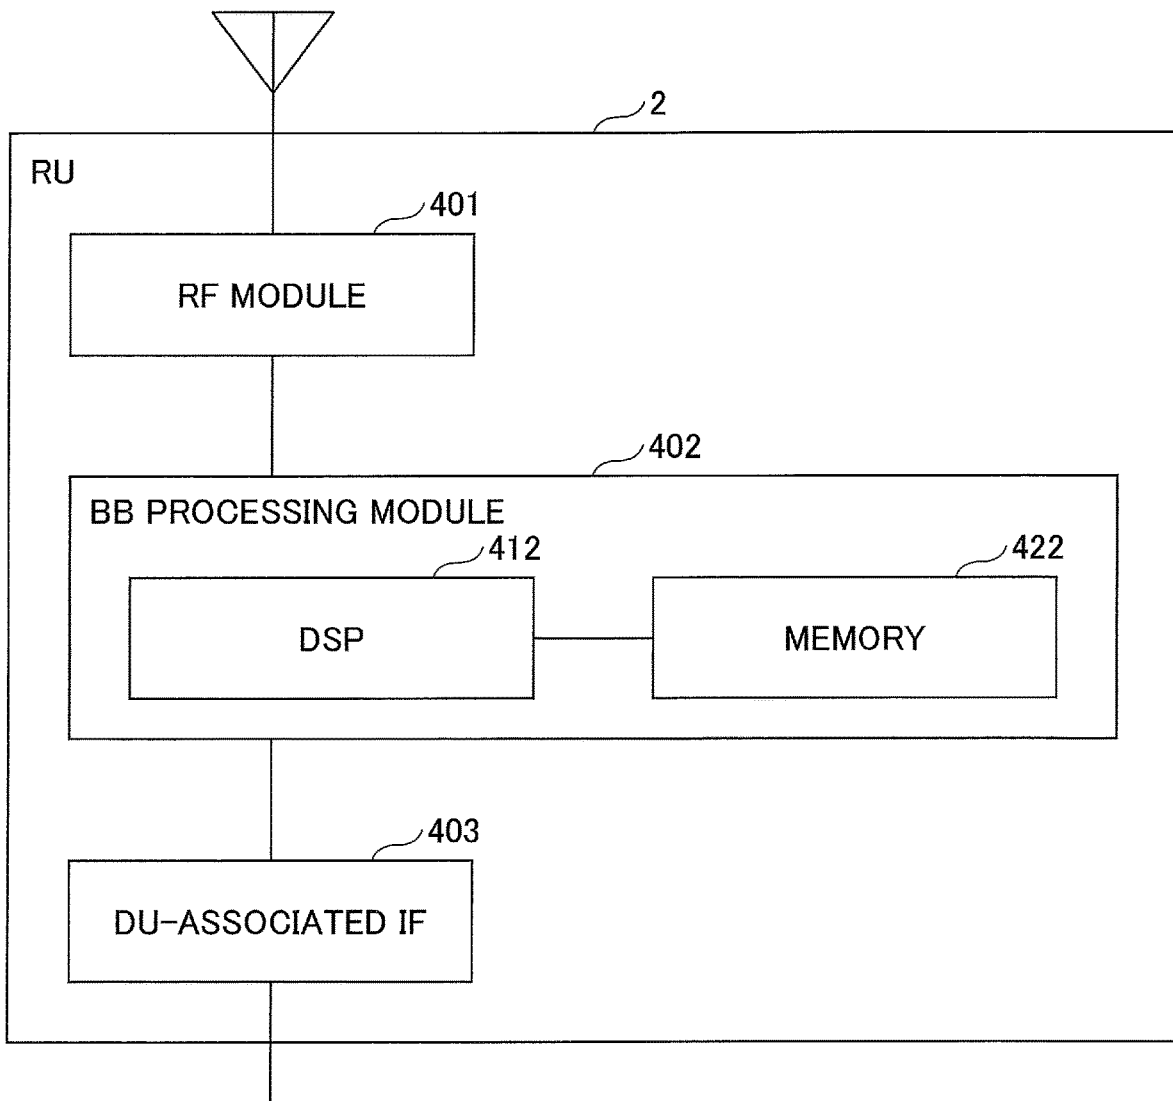 2
RU
401
RF MODULE
402
BB PROCESSING MODULE
412
422
DSP
MEMORY
403
DU-ASSOCIATED IF